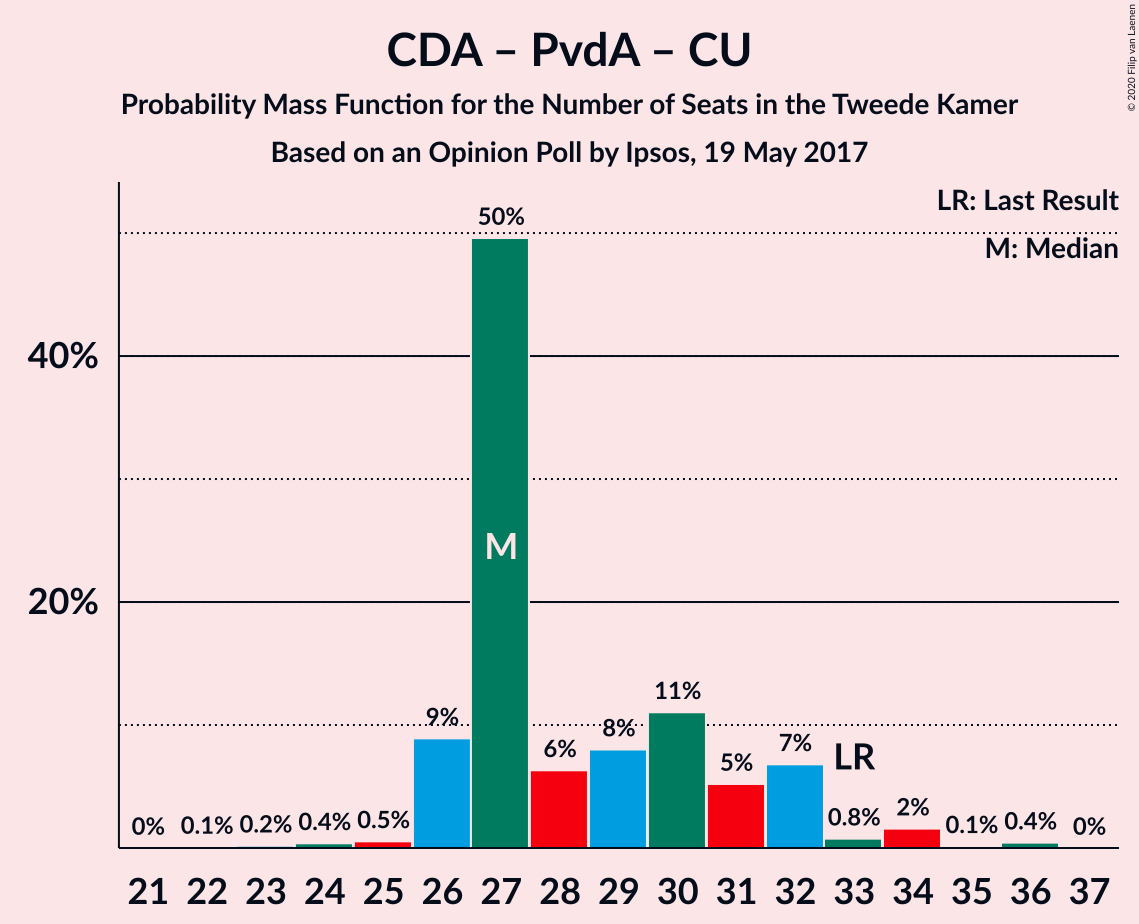 CDA – PvdA – CU
Probability Mass Function for the Number of Seats in the Tweede Kamer
Based on an Opinion Poll by Ipsos, 19 May 2017
© 2020 Filip van Laenen
LR: Last Result
M: Median
40%
20%
0%
0.1%
0.2%
0.4%
0.5%
9%
50%
M
6%
8%
11%
5%
7%
LR
0.8%
2%
0.1%
0.4%
0%
21 22 23 24 25 26 27 28 29 30 31 32 33 34 35 36 37